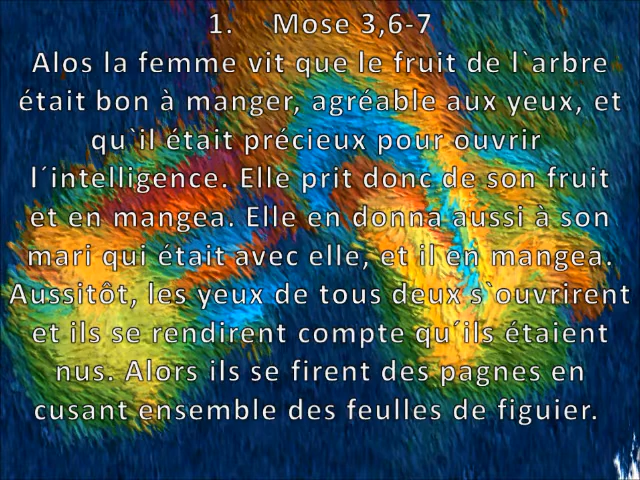 1. Mose 3,6-7
Alos la femme vit que le fruit de l`arbre
était bon à manger, agréable aux yeux, et
qu`il était précieux pour ouvrir
l´intelligence. Elle prit donc de son fruit
et en mangea. Elle en donna aussi à son
mari qui était avec elle, et il en mangea.
Aussitôt, les yeux de tous deux s`ouvrirent
et ils se rendirent compte qu´ils étaient
nus. Alors ils se firent des pagnes en
cusant ensemble des feulles de figuier.